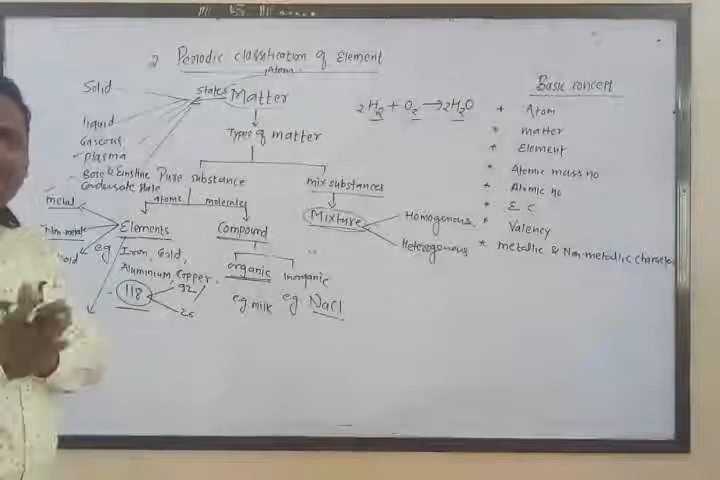 2 Periodic classification of Element
Atom
Solid
liquid
Gaseous
plasma
Bose & Einstine
Condensate state
States Matter
Types of matter
Pure substance
mix substances
atoms
molecules
metal
Non-metal
Elements
Compound
Mixture
Homogenous
Heterogenous
eg Iron, Gold,
Aluminium, Copper,
118
92
26
organic
inorganic
eg milk
eg NaCl
2H2 + O2 → 2H2O
Basic concert
* Atom
* matter
* Element
* Atomic mass no
* Atomic no
* E C
* Valency
* metallic & Non-metallic character